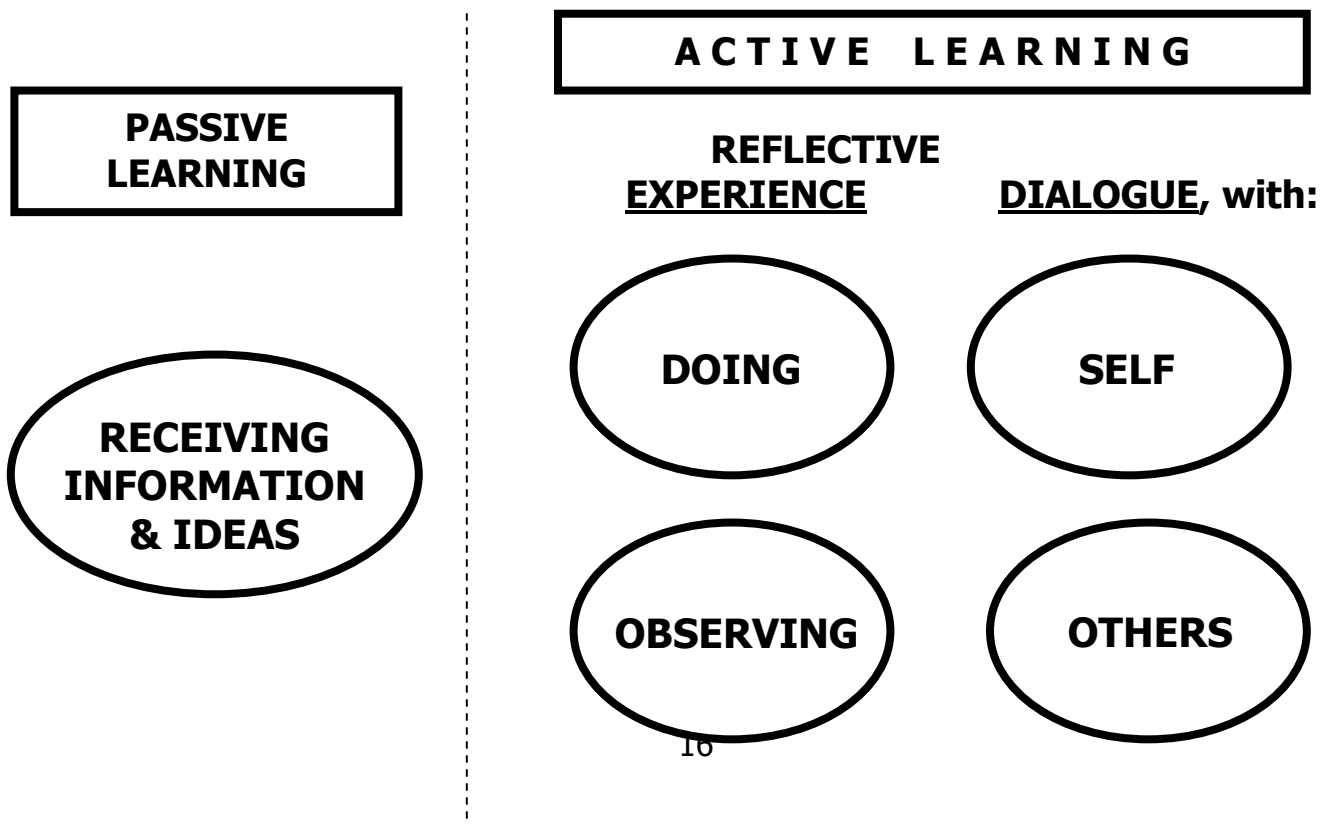 PASSIVE
LEARNING
RECEIVING
INFORMATION
& IDEAS
A C T I V E   L E A R N I N G
REFLECTIVE
EXPERIENCE   DIALOGUE, with:
DOING   SELF
OBSERVING   OTHERS
16